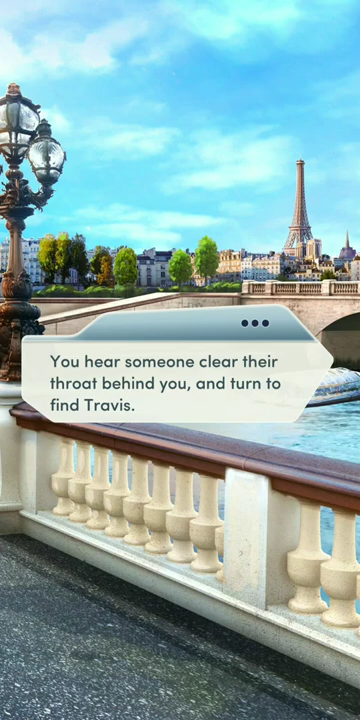 You hear someone clear their
throat behind you, and turn to
find Travis.